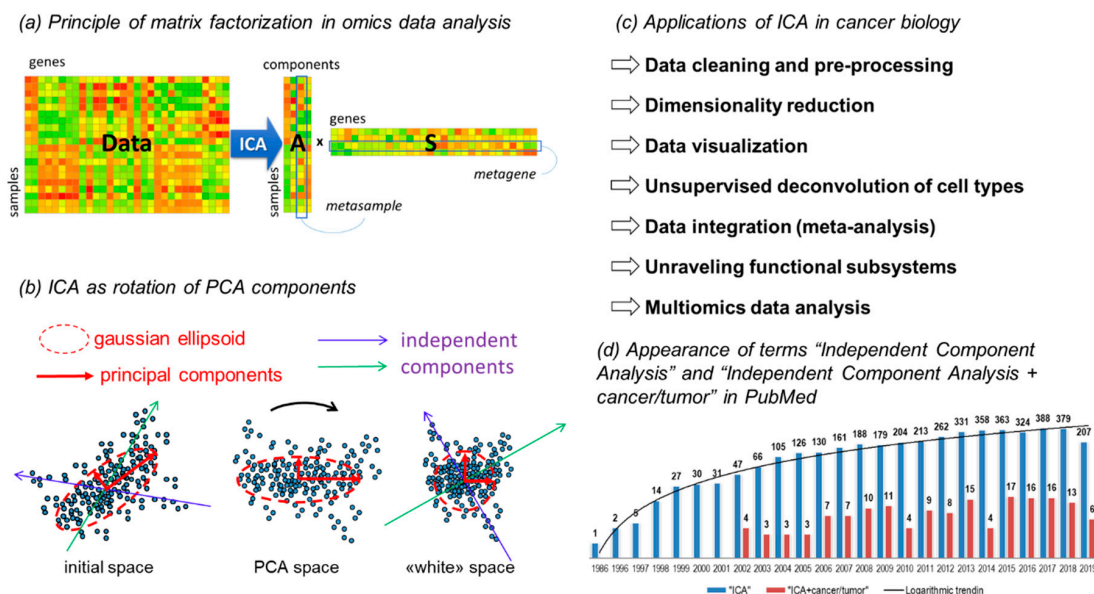 (a) Principle of matrix factorization in omics data analysis
genes
components
samples
Data
ICA
A
x
genes
S
samples
metagene
metasample
(b) ICA as rotation of PCA components
gaussian ellipsoid
principal components
independent
components
initial space
PCA space
«white» space
(c) Applications of ICA in cancer biology
Data cleaning and pre-processing
Dimensionality reduction
Data visualization
Unsupervised deconvolution of cell types
Data integration (meta-analysis)
Unraveling functional subsystems
Multiomics data analysis
(d) Appearance of terms “Independent Component
Analysis” and “Independent Component Analysis +
cancer/tumor” in PubMed
1 2 5 14 27 30 31 47 66 105 126 130 161 188 179 204 213 262 331 358 363 324 388 379 207
4 3 3 3 7 7 10 11 4 9 8 15 4 17 16 16 13 6
1986 1996 1997 1998 1999 2000 2001 2002 2003 2004 2005 2006 2007 2008 2009 2010 2011 2012 2013 2014 2015 2016 2017 2018 2019
"ICA" "ICA+cancer/tumor" Logarithmic trendin